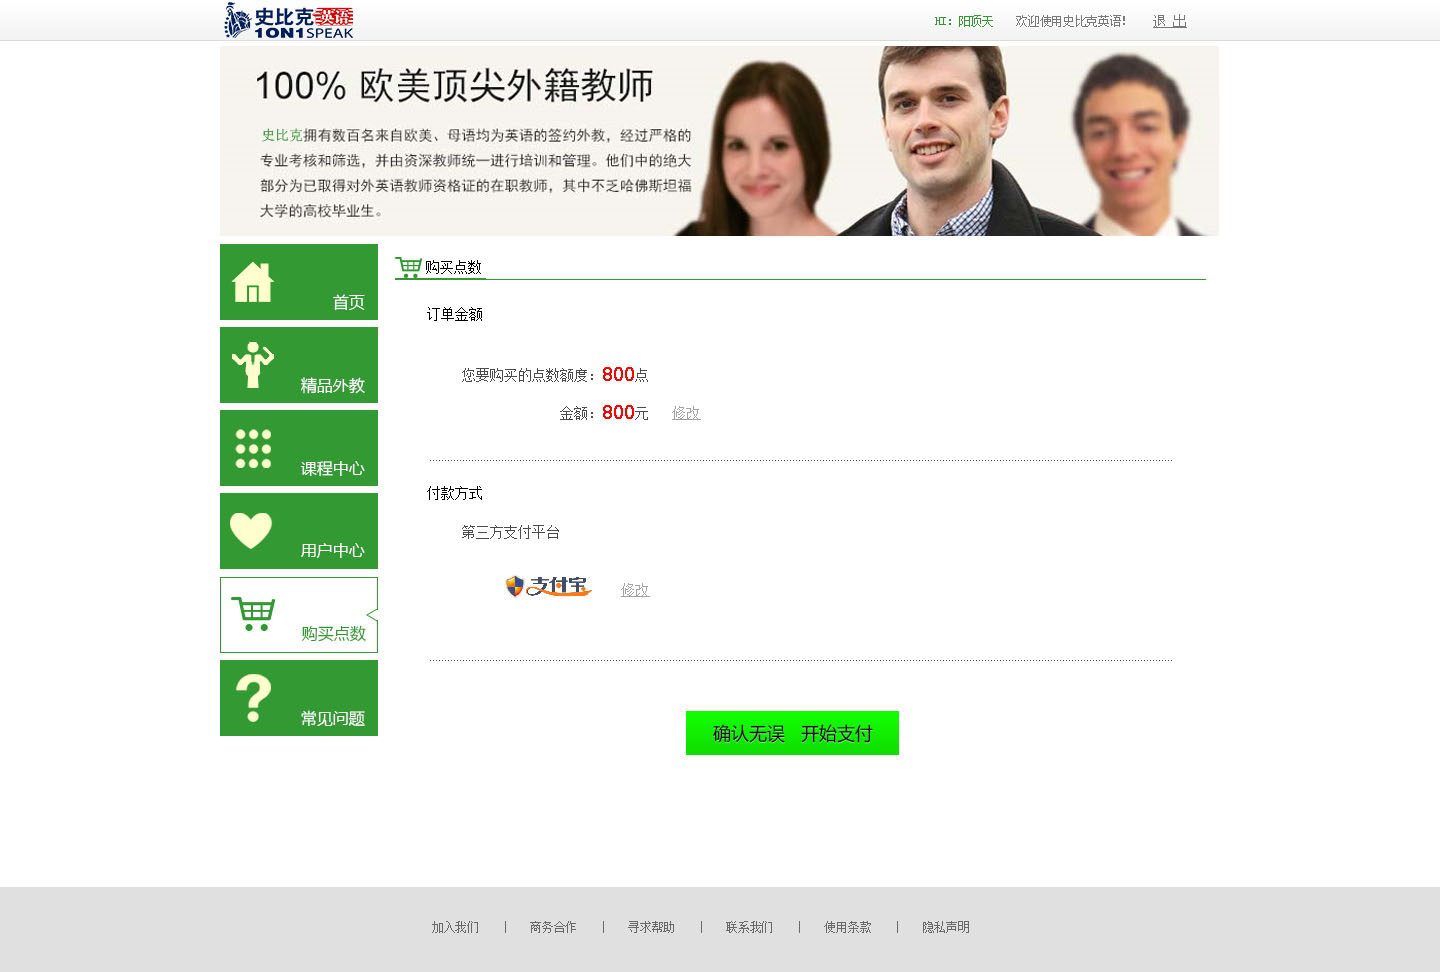 史比克英语
1ON1SPEAK
HI：阳顶天 欢迎使用史比克英语! 退 出
100% 欧美顶尖外籍教师
史比克拥有数百名来自欧美、母语均为英语的签约外教，经过严格的
专业考核和筛选，并由资深教师统一进行培训和管理。他们中的绝大
部分为已取得对外英语教师资格证的在职教师，其中不乏哈佛斯坦福
大学的高校毕业生。
首页
精品外教
课程中心
用户中心
购买点数
常见问题
购买点数
订单金额
您要购买的点数额度：800点
金额：800元 修改
付款方式
第三方支付平台
支付宝 修改
确认无误 开始支付
加入我们 | 商务合作 | 寻求帮助 | 联系我们 | 使用条款 | 隐私声明